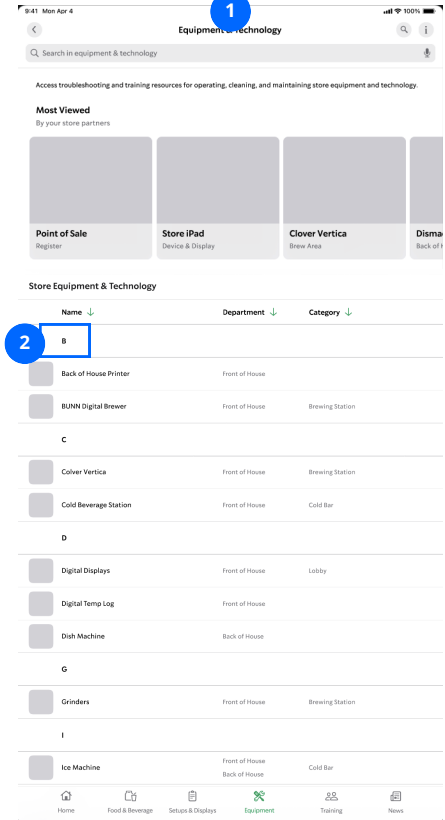 9:41 Mon Apr 4
100%
1
Equipment & Technology
Search in equipment & technology
Access troubleshooting and training resources for operating, cleaning, and maintaining store equipment and technology.
Most Viewed
By your store partners
Point of Sale
Register
Store iPad
Device & Display
Clover Vertica
Brew Area
Disma
Back of H
Store Equipment & Technology
Name Department Category
2
B
Back of House Printer Front of House
BUNN Digital Brewer Front of House Brewing Station
C
Colver Vertica Front of House Brewing Station
Cold Beverage Station Front of House Cold Bar
D
Digital Displays Front of House Lobby
Digital Temp Log Front of House
Dish Machine Back of House
G
Grinders Front of House Brewing Station
I
Ice Machine Front of House Cold Bar
Back of House
Home Food & Beverage Setups & Displays Equipment Training News